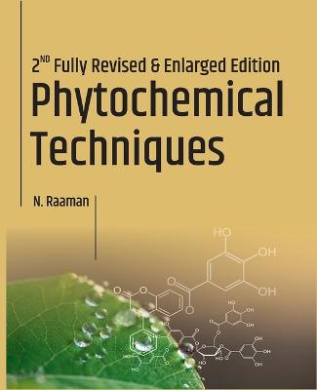 2ND Fully Revised & Enlarged Edition
Phytochemical
Techniques
N. Raaman
HO
OH
O
OH